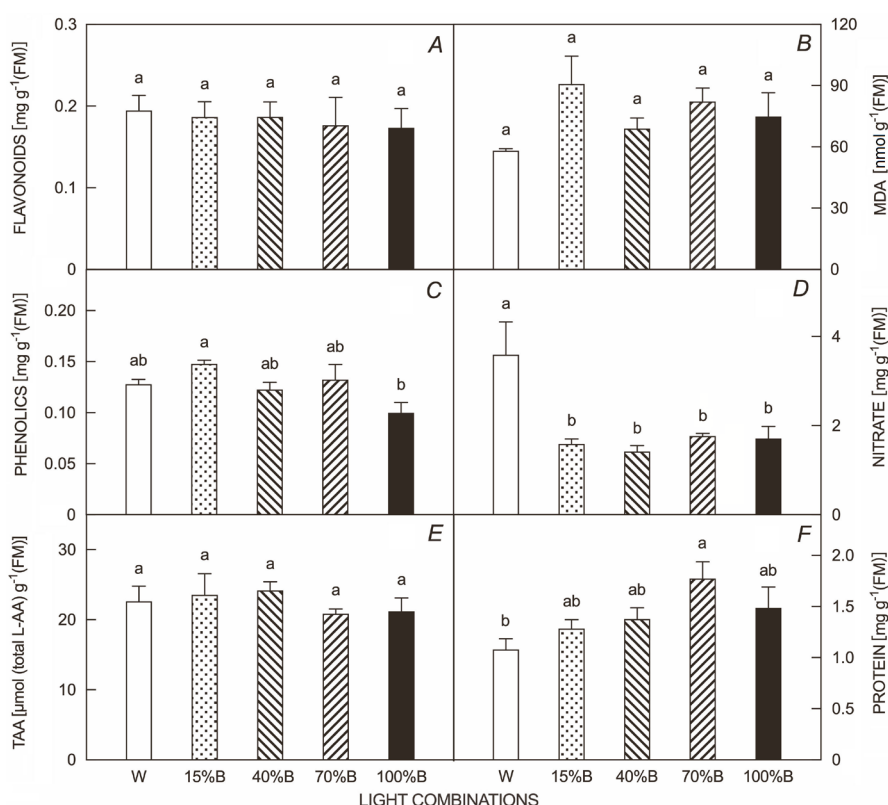 FLAVONOIDS [mg g⁻¹(FM)]
0.3
0.2
0.1
0
A
a
a
a
a
a
B
a
a
a
a
a
120
90
60
30
0
MDA [nmol g⁻¹(FM)]
PHENOLICS [mg g⁻¹(FM)]
0.20
0.15
0.10
0.05
0
C
ab
a
ab
ab
b
D
a
b
b
b
b
4
2
0
NITRATE [mg g⁻¹(FM)]
TAA [µmol (total L-AA) g⁻¹(FM)]
30
20
10
0
E
a
a
a
a
a
F
b
ab
ab
a
ab
2.0
1.5
1.0
0.5
0
PROTEIN [mg g⁻¹(FM)]
W 15%B 40%B 70%B 100%B
W 15%B 40%B 70%B 100%B
LIGHT COMBINATIONS